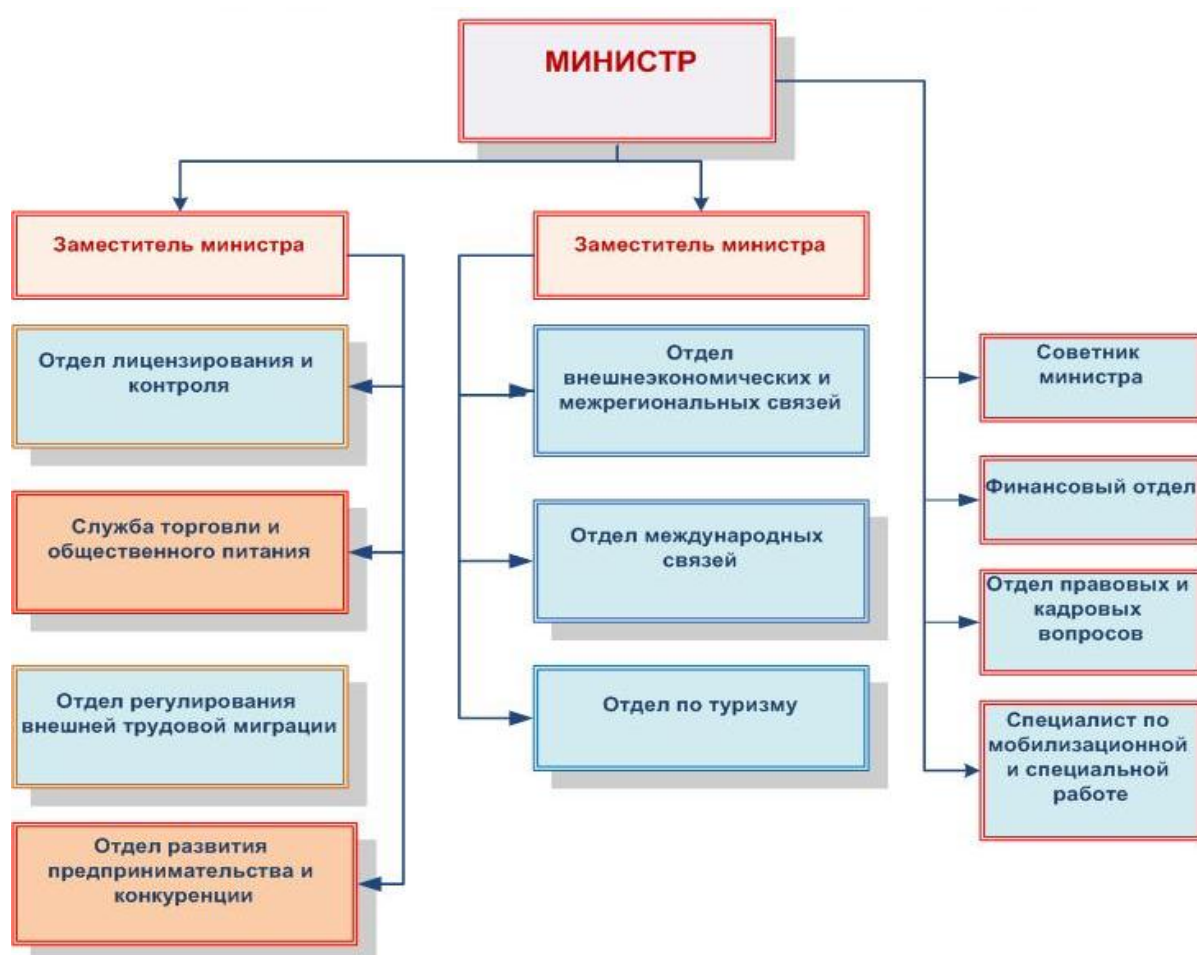 МИНИСТР
Заместитель министра
Заместитель министра
Отдел лицензирования и
контроля
Служба торговли и
общественного питания
Отдел регулирования
внешней трудовой миграции
Отдел развития
предпринимательства и
конкуренции
Отдел
внешнеэкономических и
межрегиональных связей
Отдел международных
связей
Отдел по туризму
Советник
министра
Финансовый отдел
Отдел правовых и
кадровых
вопросов
Специалист по
мобилизационной
и специальной
работе